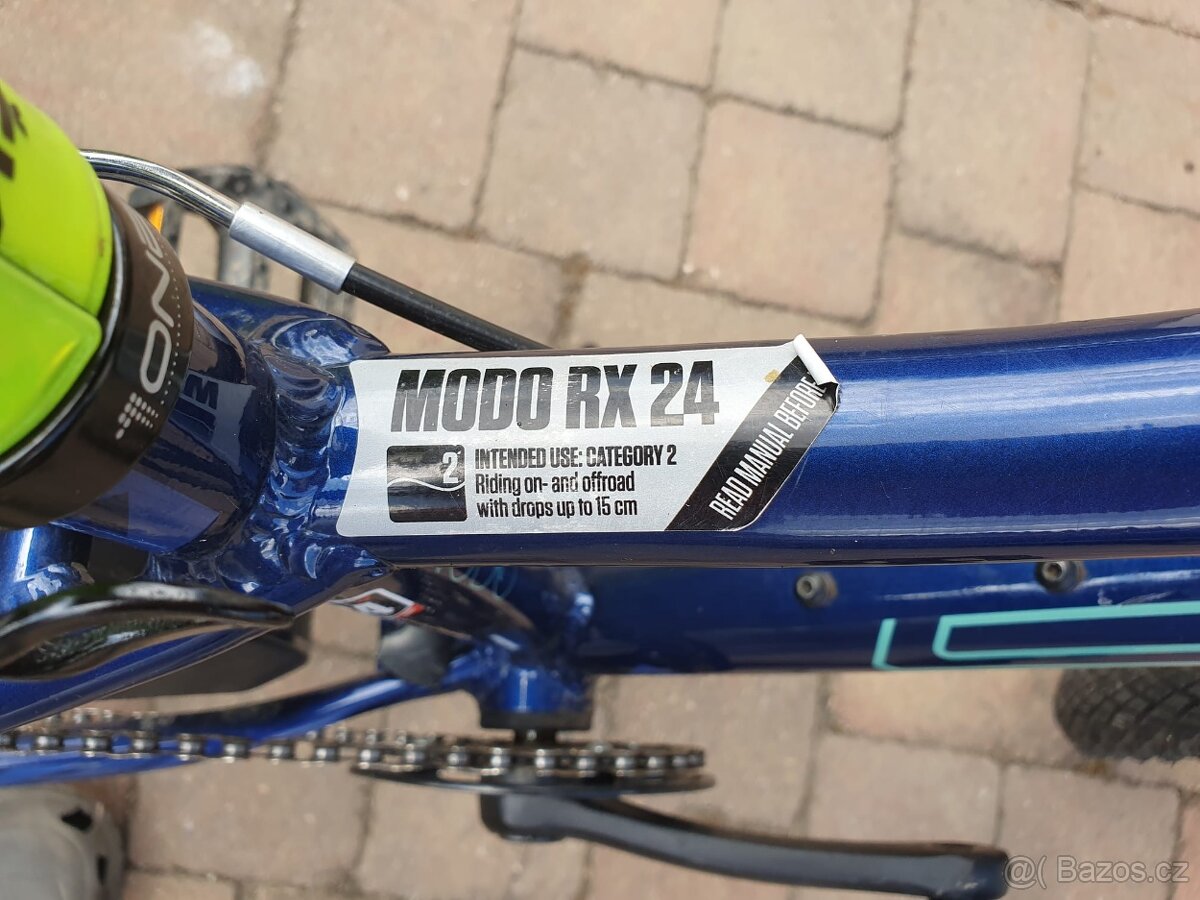 MODO RX 24
2
INTENDED USE: CATEGORY 2
Riding on- and offroad
with drops up to 15 cm
READ MANUAL BEFORE
ONE
@( Bazos.cz